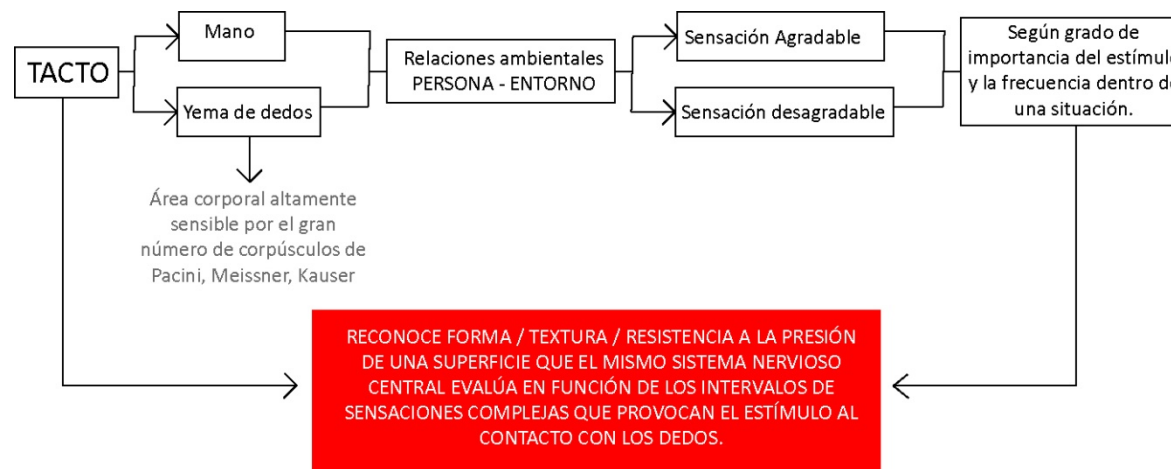 TACTO
Mano
Yema de dedos
Área corporal altamente
sensible por el gran
número de corpúsculos de
Pacini, Meissner, Kauser
Relaciones ambientales
PERSONA - ENTORNO
Sensación Agradable
Sensación desagradable
Según grado de
importancia del estímulo
y la frecuencia dentro de
una situación.
RECONOCE FORMA / TEXTURA / RESISTENCIA A LA PRESIÓN
DE UNA SUPERFICIE QUE EL MISMO SISTEMA NERVIOSO
CENTRAL EVALÚA EN FUNCIÓN DE LOS INTERVALOS DE
SENSACIONES COMPLEJAS QUE PROVOCAN EL ESTÍMULO AL
CONTACTO CON LOS DEDOS.